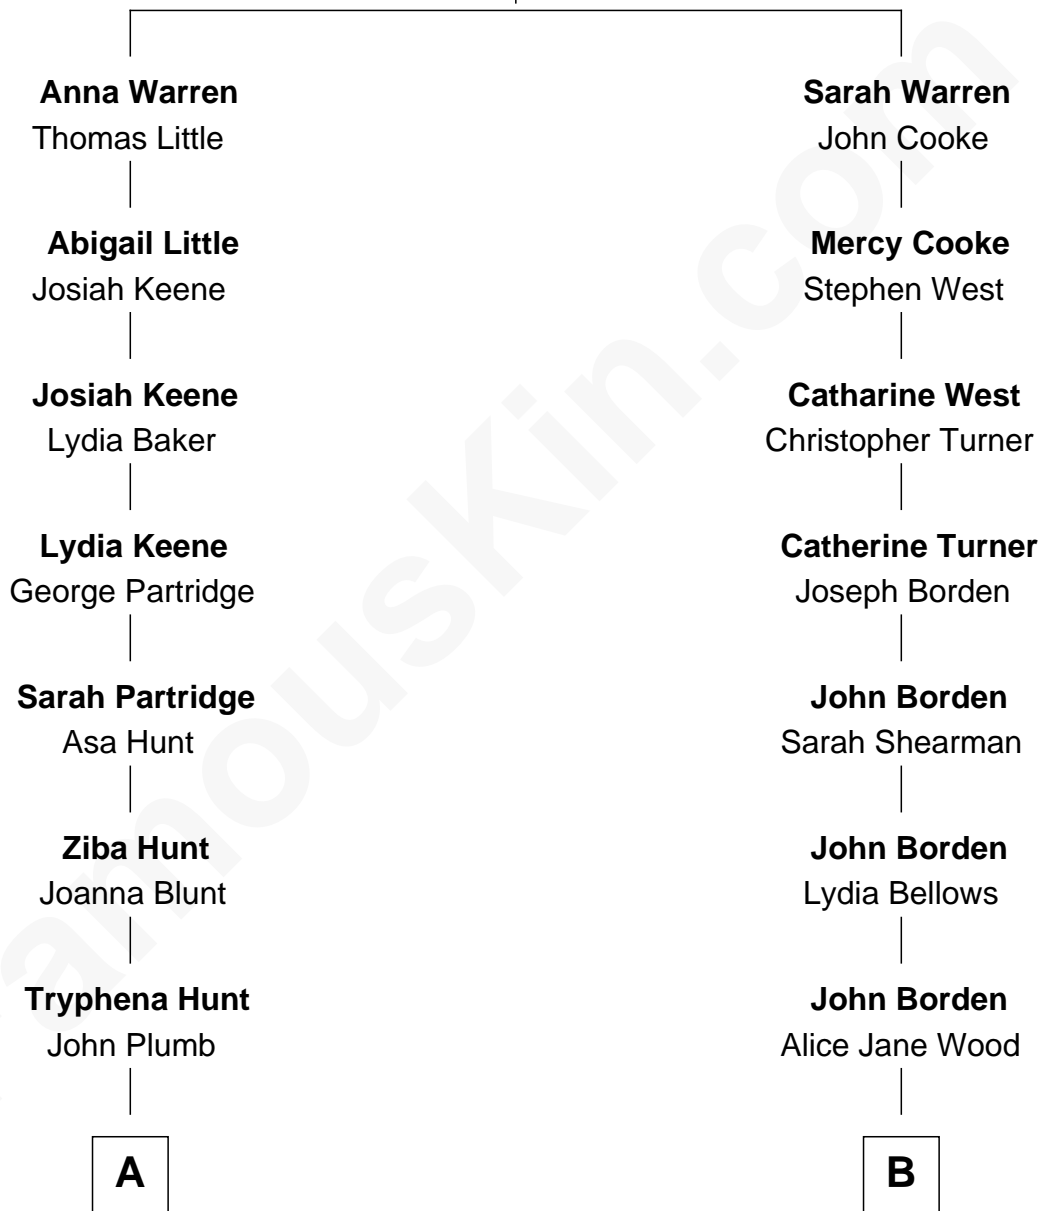 Anna Warren
Thomas Little
Sarah Warren
John Cooke
Abigail Little
Josiah Keene
Mercy Cooke
Stephen West
Josiah Keene
Lydia Baker
Catharine West
Christopher Turner
Lydia Keene
George Partridge
Catherine Turner
Joseph Borden
Sarah Partridge
Asa Hunt
John Borden
Sarah Shearman
Ziba Hunt
Joanna Blunt
John Borden
Lydia Bellows
Tryphena Hunt
John Plumb
John Borden
Alice Jane Wood
A
B
amouskin.com